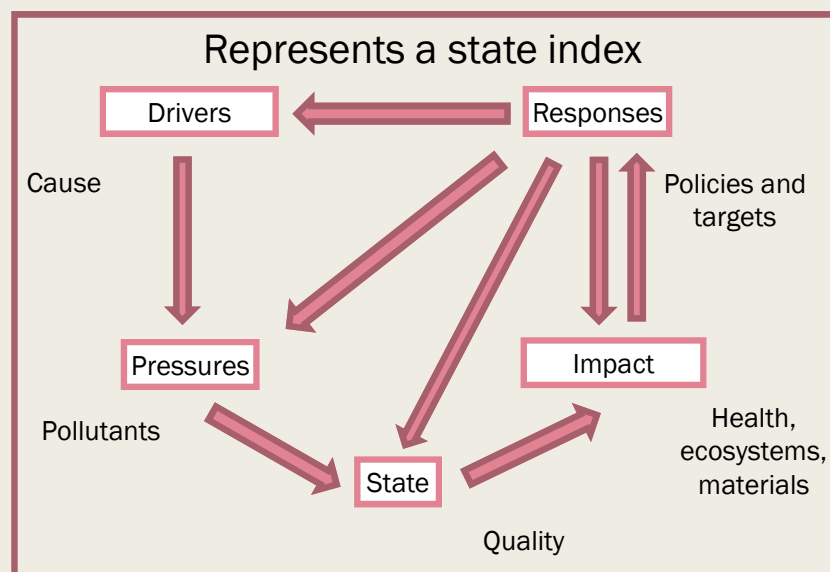 Represents a state index
Drivers
Responses
Cause
Policies and
targets
Pressures
Impact
Pollutants
Health,
ecosystems,
materials
State
Quality